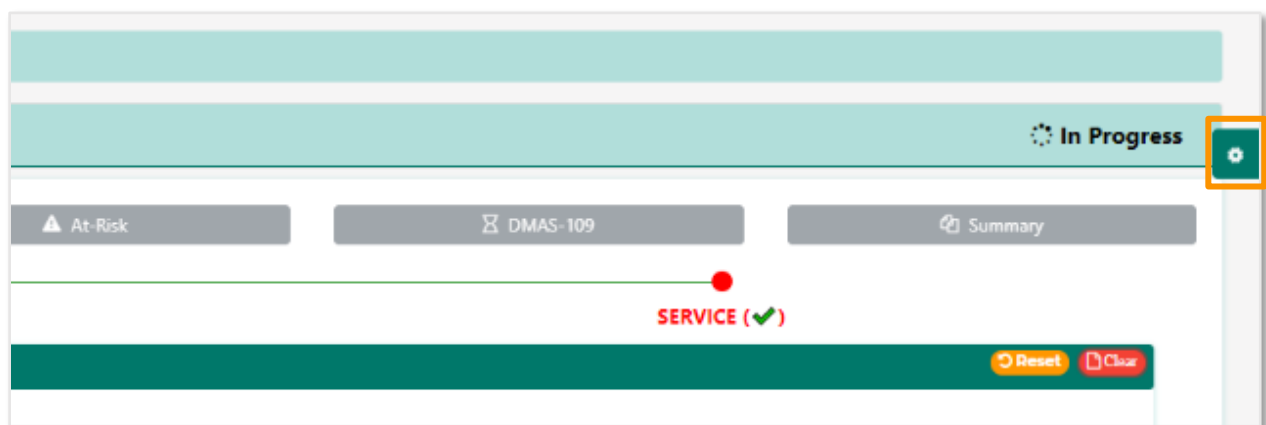 In Progress
At-Risk
DMAS-109
Summary
SERVICE (✔)
Reset
Clear